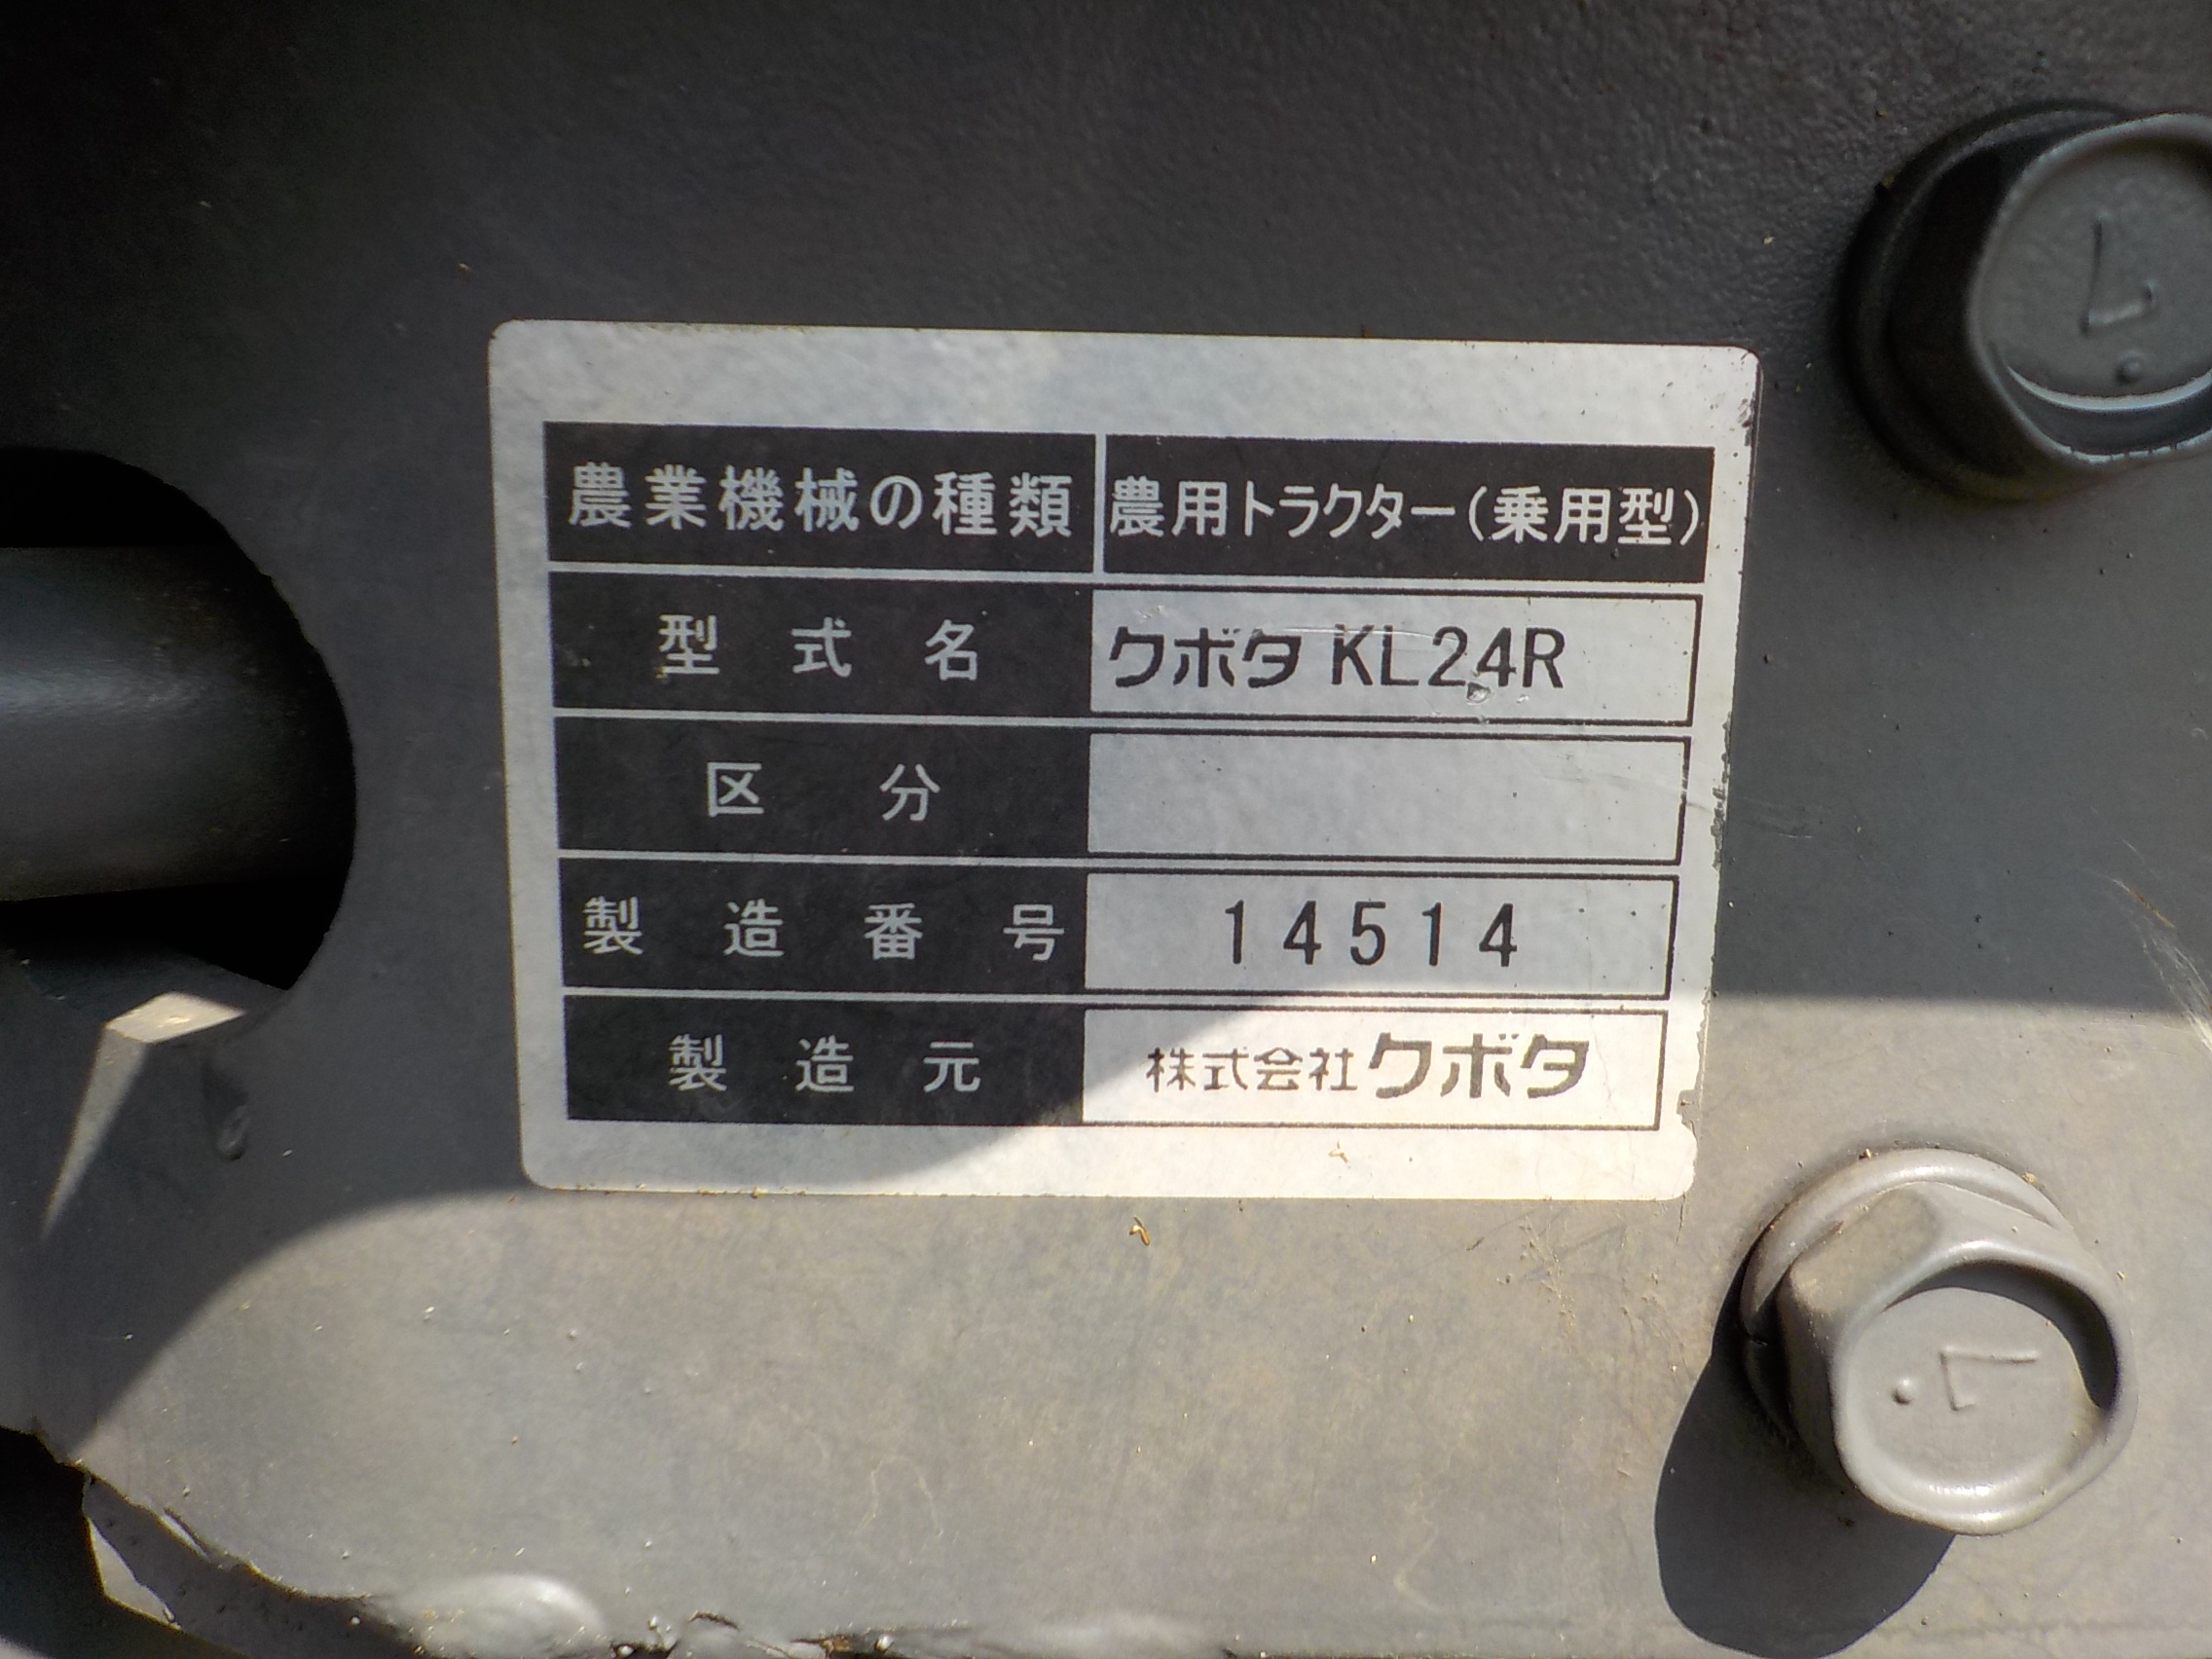 農業機械の種類 農用トラクター(乗用型)
型式名 クボタ KL24R
区分
製造番号 14514
製造元 株式会社クボタ